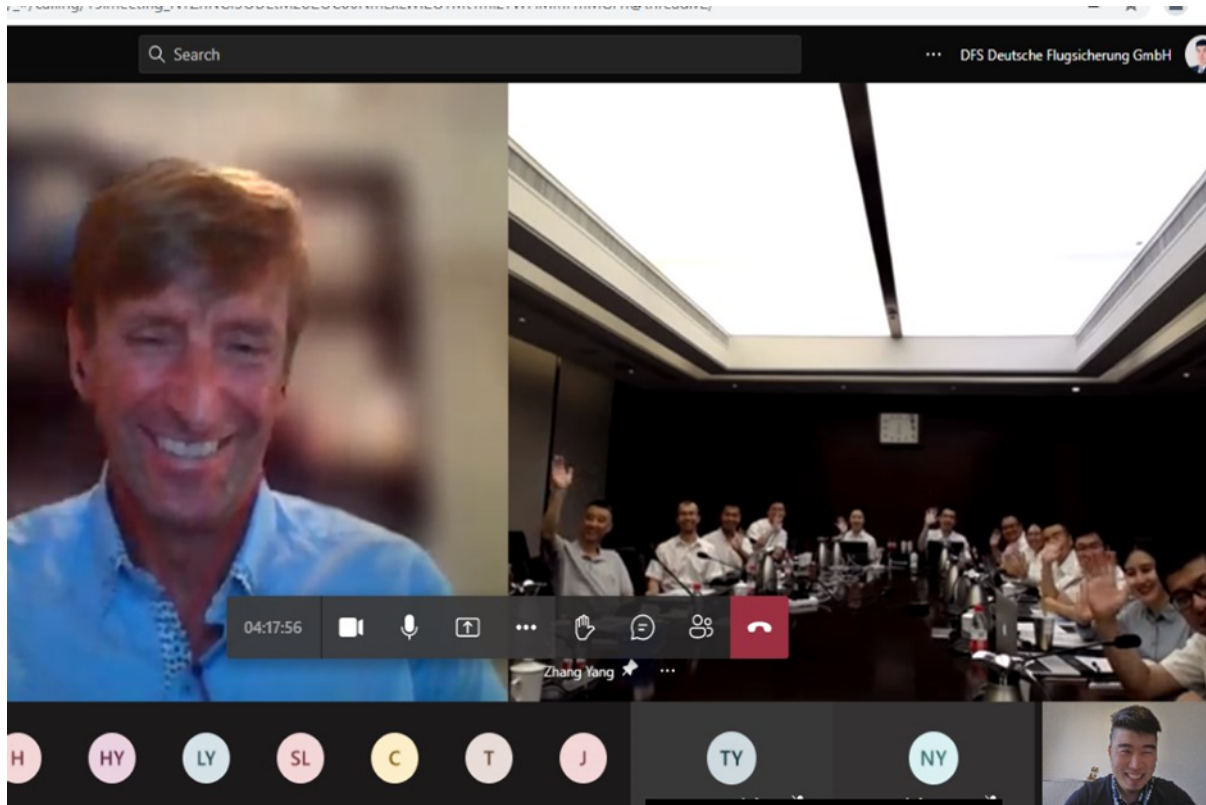 Search
DFS Deutsche Flugsicherung GmbH
04:17:56
Zhang Yang
H
HY
LY
SL
C
T
J
TY
NY